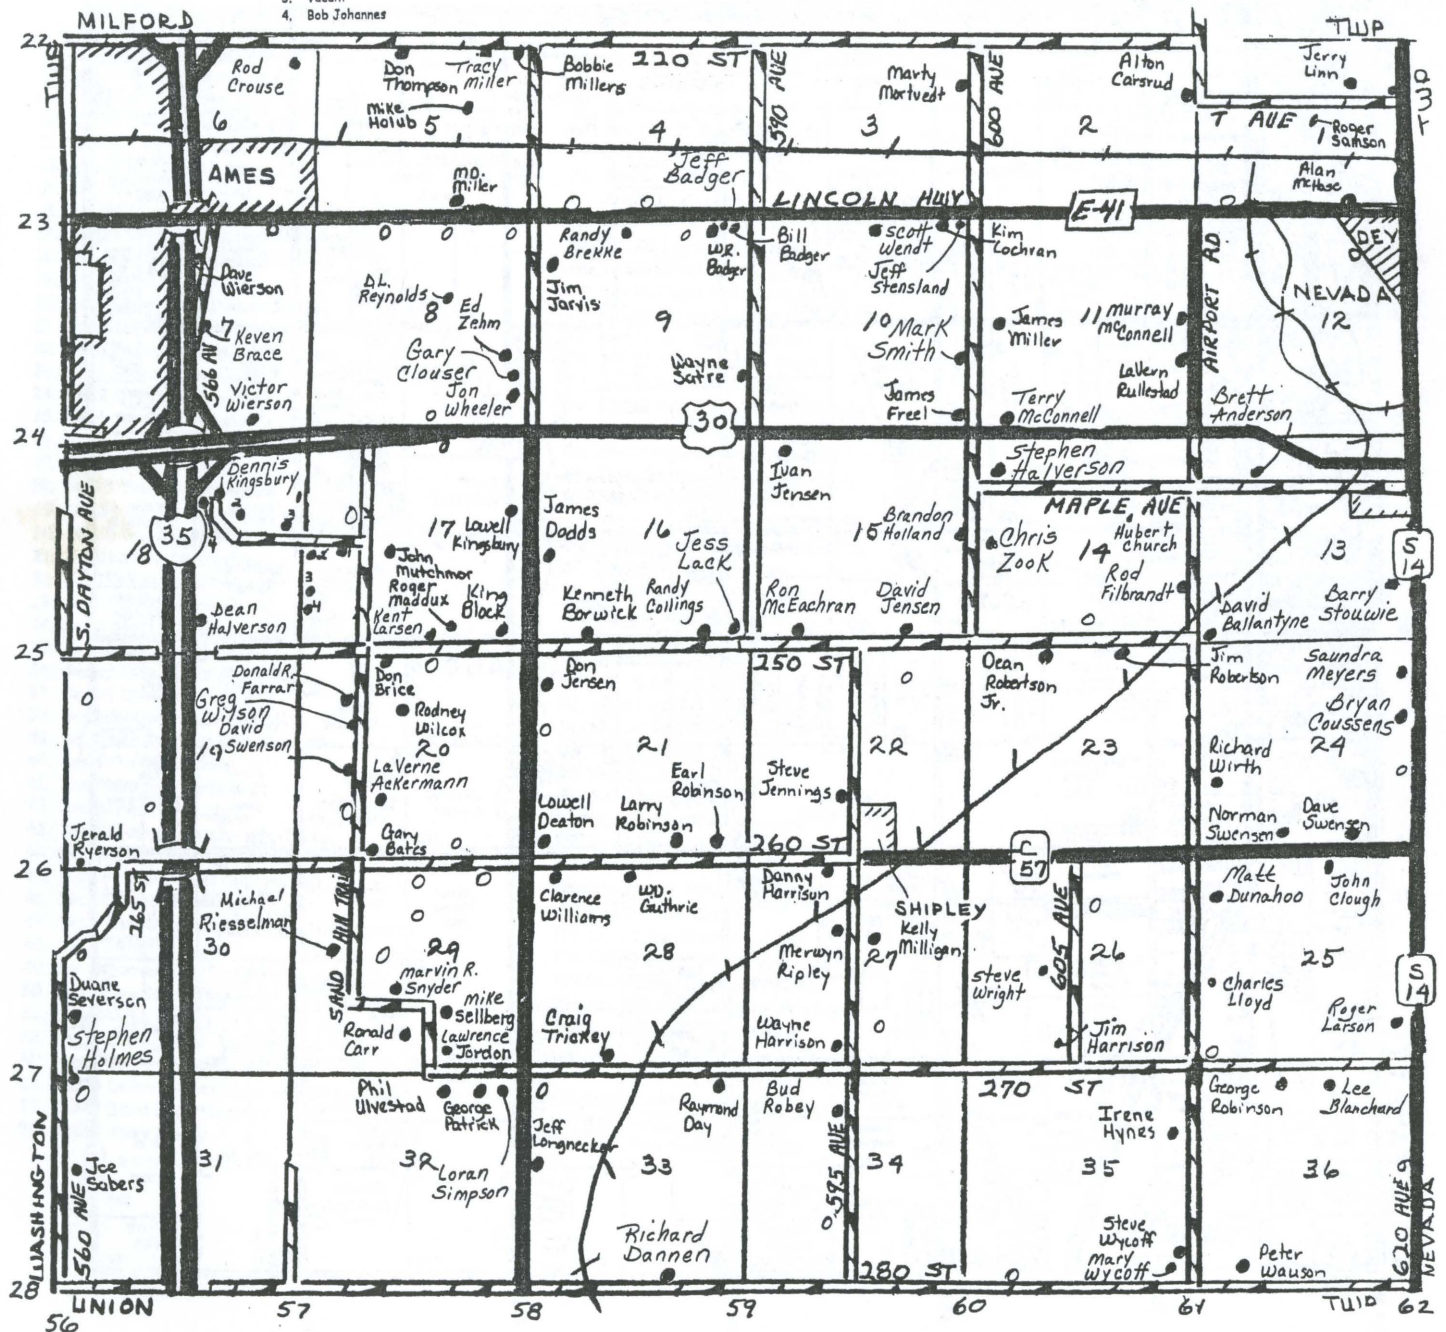 4. Bob Johannes
MILFORD
TWP
22
TWP
Rod
Crouse
6
Don
Thompson
Tracy
Miller
Mike
Holub
5
Bobbie
Millers
220 ST
4
590 AVE
Marty
Mortvedt
3
600 AVE
2
Alton
Carsrud
Jerry
Linn
T AVE
1
Roger
Samson
AMES
MD.
Miller
Jeff
Badger
LINCOLN HWY
E-41
Alan
McHose
23
Dave
Wierson
7
Keven
Brace
566 AV
Victor
Wierson
D.L.
Reynolds
8
Ed
Zehm
Gary
Clouser
Jon
Wheeler
Randy
Brekke
Jim
Jarvis
9
W.R.
Badger
Bill
Badger
Wayne
Satre
Scott
Wendt
Jeff
Stensland
Kim
Cochran
10
Mark
Smith
James
Freel
James
Miller
11
Murray
McConnell
LaVern
Rullestad
Terry
McConnell
AIRPORT RD
NEVADA
12
Brett
Anderson
24
30
S. DAYTON AVE
Dennis
Kingsbury
2
3
4
1
2
3
4
35
18
Dean
Halverson
17
Lowell
Kingsbury
John
Mutchmor
Roger
Maddux
Kent
Larsen
King
Block
James
Dodds
16
Jess
Lack
Kenneth
Borwick
Randy
Collings
Ivan
Jensen
15
Brandon
Holland
Ron
McEachran
David
Jensen
Stephen
Halverson
MAPLE AVE
Chris
Zook
14
Hubert
Church
Rod
Filbrandt
13
S
14
David
Ballantyne
Barry
Stouwie
25
250 ST
Donald R.
Farrar
Greg
Wilson
David
Swenson
19
Don
Brice
Rodney
Wilcox
20
LaVerne
Ackermann
Gary
Bates
Don
Jensen
21
Lowell
Deaton
Larry
Robinson
Earl
Robinson
Steve
Jennings
22
Dean
Robertson
Jr.
23
Jim
Robertson
Saundra
Meyers
Bryan
Coussens
24
Richard
Wirth
Norman
Swensen
Dave
Swensen
Jerald
Ryerson
26
260 ST
C
57
265 ST
Michael
Riesselman
30
SAND HILL TRAIL
29
Marvin R.
Snyder
Mike
Sellberg
Ronald
Carr
Lawrence
Jordon
Clarence
Williams
W.D.
Guthrie
28
Craig
Trickey
Danny
Harrison
Merwyn
Ripley
Wayne
Harrison
27
SHIPLEY
Kelly
Milligan
Steve
Wright
605 AVE
26
Jim
Harrison
Matt
Dunahoo
John
Clough
25
Charles
Lloyd
Roger
Larson
S
14
Duane
Severson
Stephen
Holmes
27
270 ST
WASHINGTON
560 AVE
Joe
Sabers
31
Phil
Ulvestad
George
Patrick
32
Loran
Simpson
Jeff
Longnecker
33
Richard
Dannen
Raymond
Day
Bud
Robey
595 AVE
34
Irene
Hynes
35
Steve
Wycoff
Mary
Wycoff
George
Robinson
Lee
Blanchard
36
Peter
Wauson
620 AVE
NEVADA
28
280 ST
UNION
TWP
56
57
58
59
60
61
62